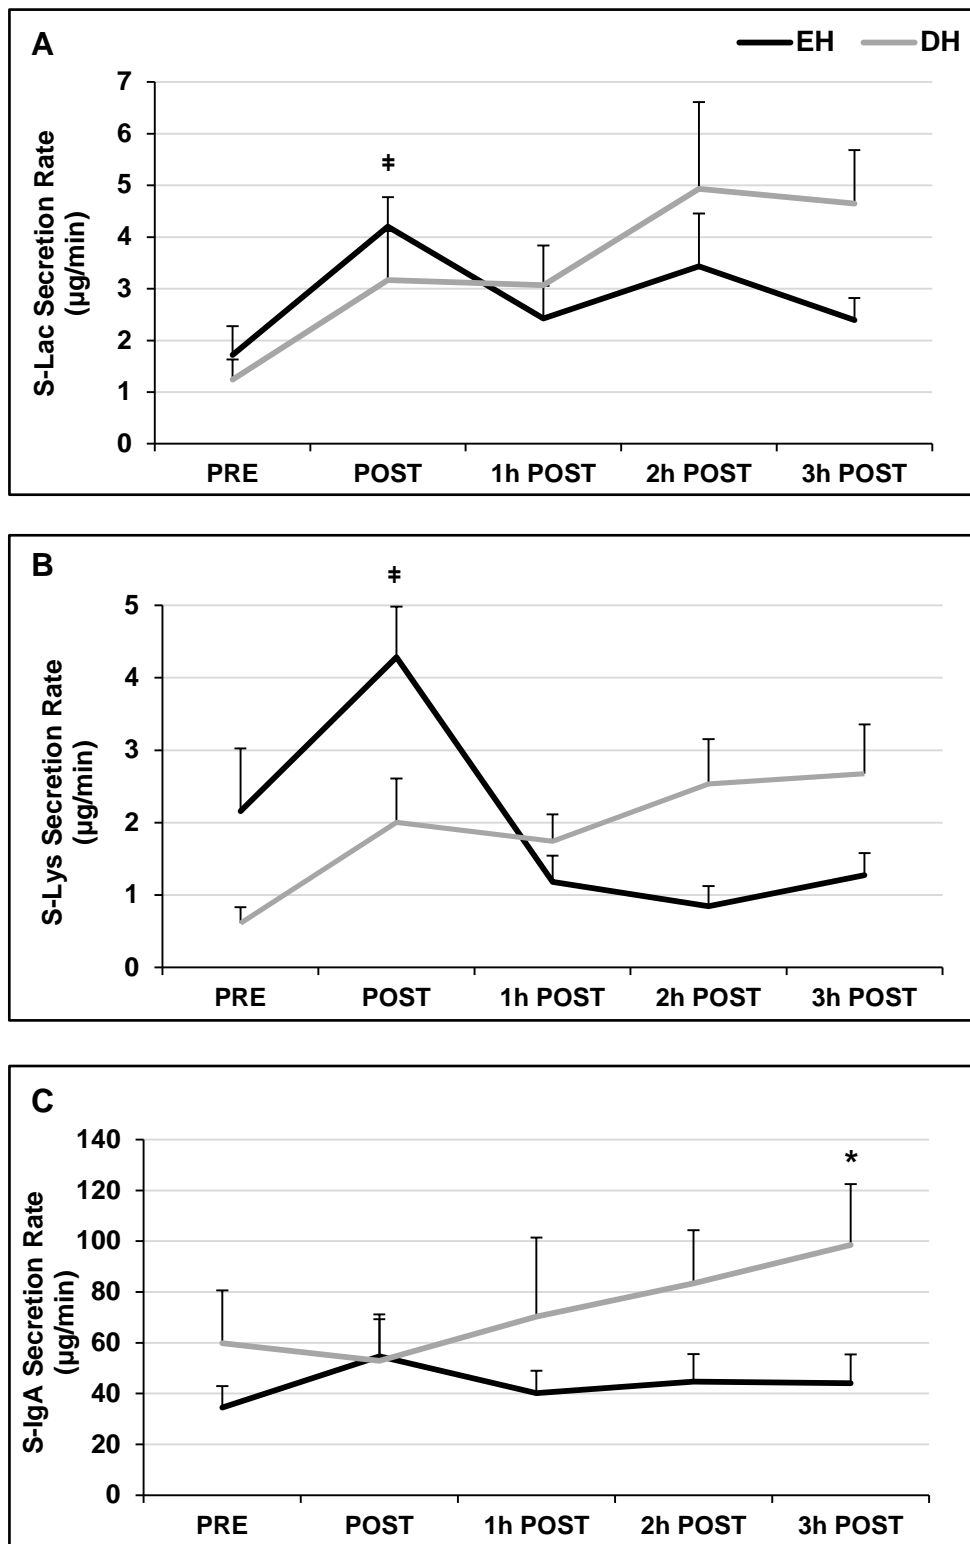 A
EH DH
S-Lac Secretion Rate
(µg/min)
7
6
5
4
3
2
1
0
ǂ
PRE POST 1h POST 2h POST 3h POST
B
S-Lys Secretion Rate
(µg/min)
ǂ
5
4
3
2
1
0
PRE POST 1h POST 2h POST 3h POST
C
S-IgA Secretion Rate
(µg/min)
140
120
100
80
60
40
20
0
*
PRE POST 1h POST 2h POST 3h POST